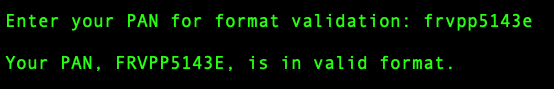 Enter your PAN for format validation: frvpp5143e
Your PAN, FRVPP5143E, is in valid format.